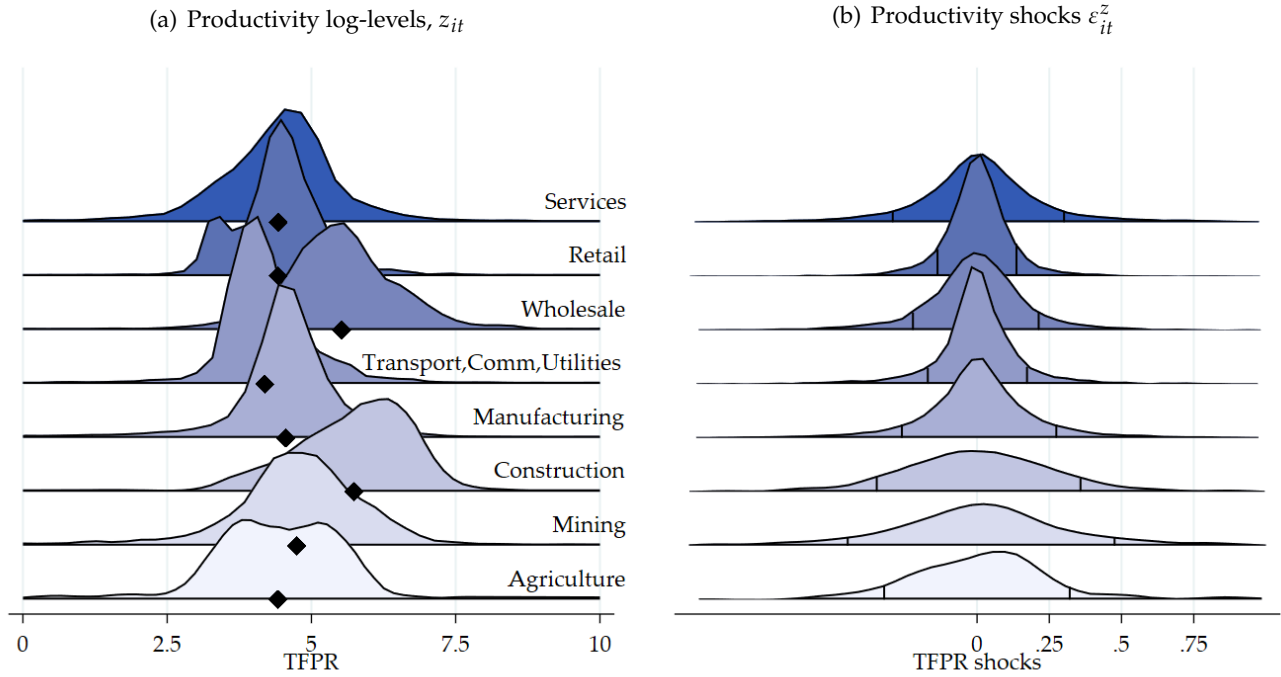 (a) Productivity log-levels, z_it
Services
Retail
Wholesale
Transport,Comm,Utilities
Manufacturing
Construction
Mining
Agriculture
0 2.5 5 7.5 10
TFPR
(b) Productivity shocks ε^z_it
0 .25 .5 .75
TFPR shocks